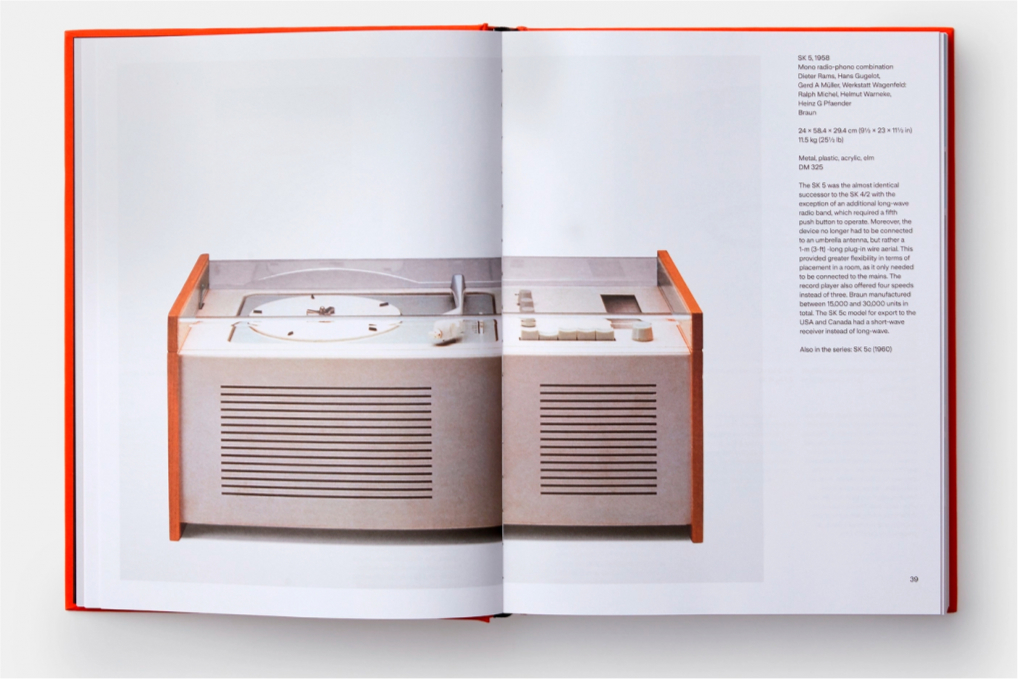 SK 5, 1958
Mono radio-phono combination
Dieter Rams, Hans Gugelot,
Gerd A Müller, Werkstatt Wagenfeld:
Ralph Michel, Helmut Warneke,
Heinz G Pfaender
Braun
24 × 58.4 × 29.4 cm (9½ × 23 × 11½ in)
11.5 kg (25½ lb)
Metal, plastic, acrylic, elm
DM 325
The SK 5 was the almost identical
successor to the SK 4/2 with the
exception of an additional long-wave
radio band, which required a fifth
push button to operate. Moreover, the
device no longer had to be connected
to an umbrella antenna, but rather a
1-m (3-ft) -long plug-in wire aerial. This
provided greater flexibility in terms of
placement in a room, as it only needed
to be connected to the mains. The
record player also offered four speeds
instead of three. Braun manufactured
between 15,000 and 30,000 units in
total. The SK 5c model for export to the
USA and Canada had a short-wave
receiver instead of long-wave.
Also in the series: SK 5c (1960)
39